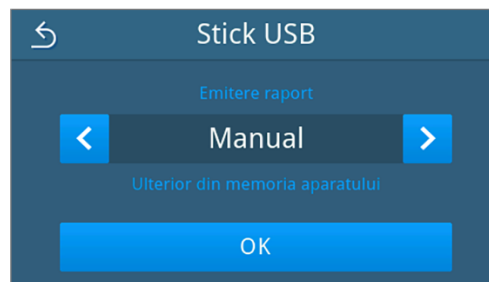 Stick USB
Emitere raport
Manual
Ulterior din memoria aparatului
OK